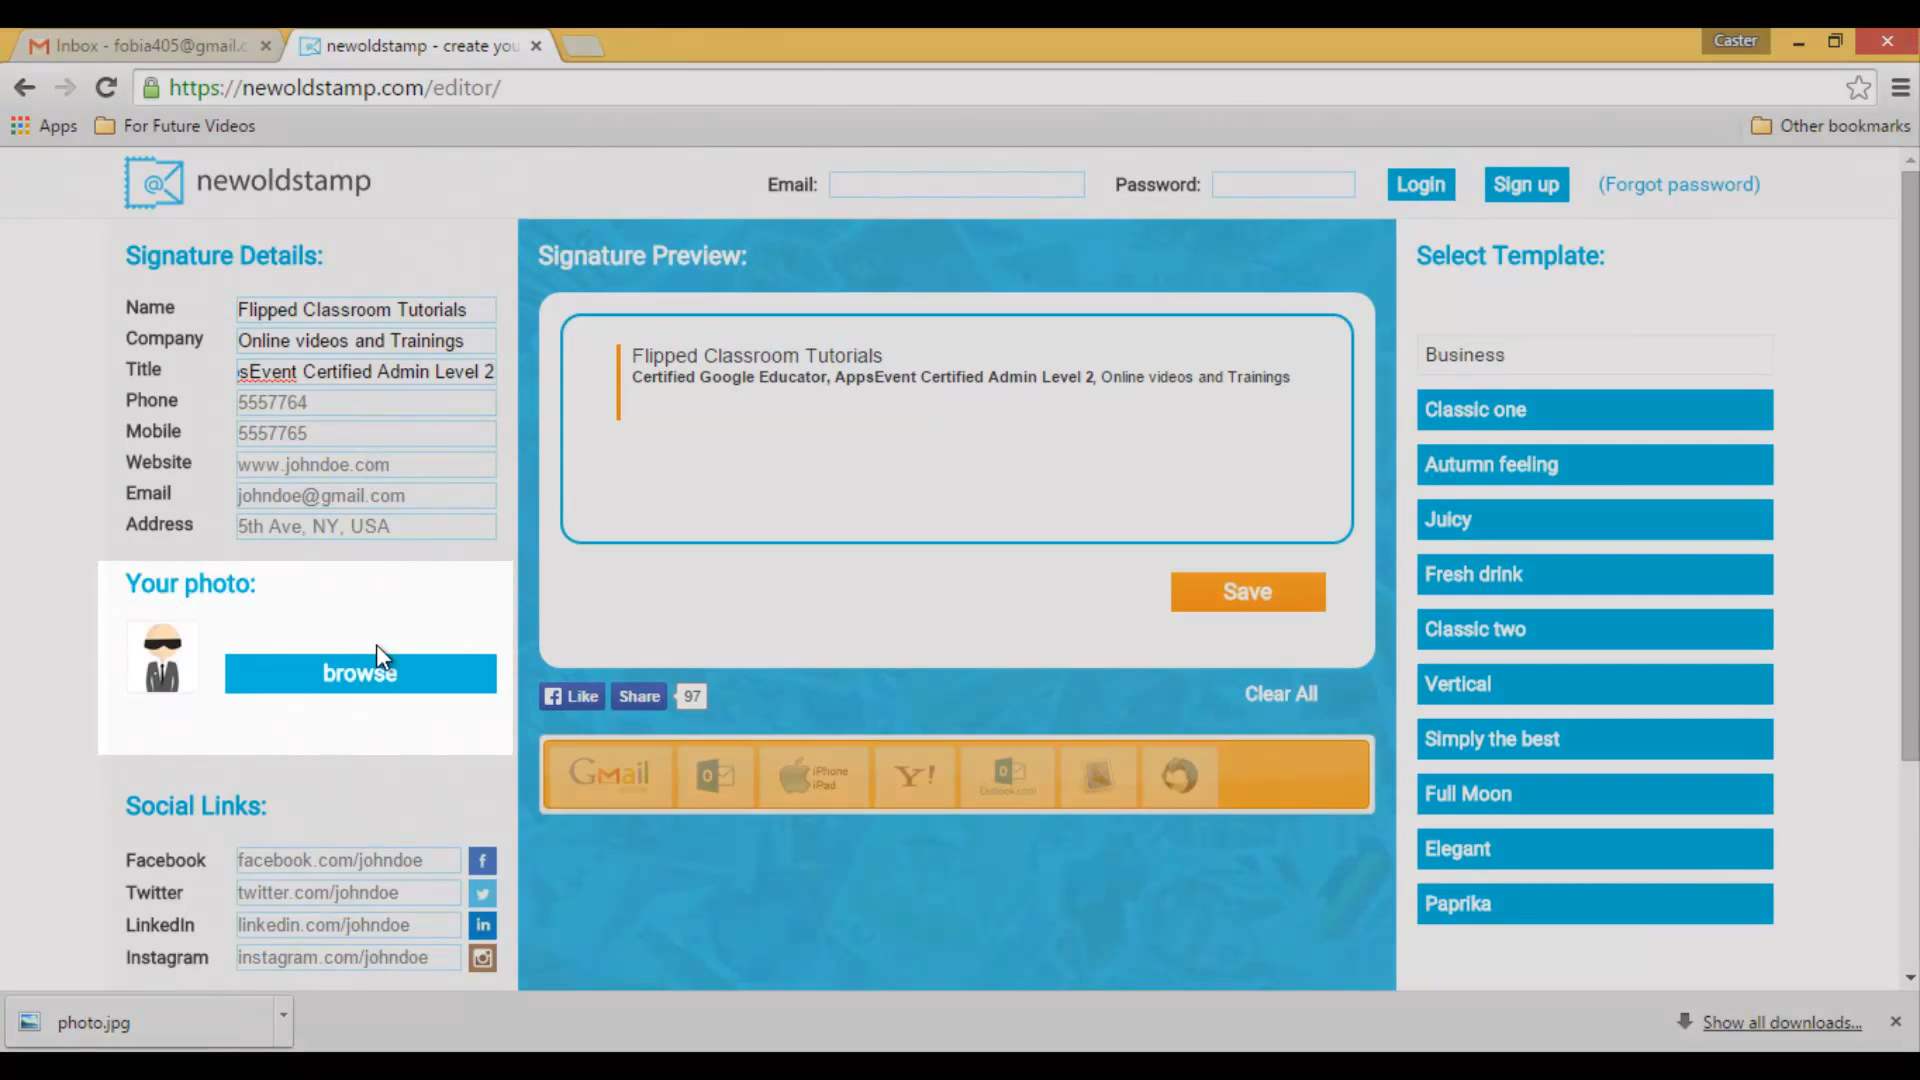 Inbox - fobia405@gmail.c
newoldstamp - create you
Caster
https://newoldstamp.com/editor/
Apps
For Future Videos
Other bookmarks
newoldstamp
Email:
Password:
Login
Sign up
(Forgot password)
Signature Details:
Name
Flipped Classroom Tutorials
Company
Online videos and Trainings
Title
sEvent Certified Admin Level 2
Phone
5557764
Mobile
5557765
Website
www.johndoe.com
Email
johndoe@gmail.com
Address
5th Ave, NY, USA
Your photo:
browse
Social Links:
Facebook
facebook.com/johndoe
f
Twitter
twitter.com/johndoe
LinkedIn
linkedin.com/johndoe
in
Instagram
instagram.com/johndoe
Signature Preview:
Flipped Classroom Tutorials
Certified Google Educator, AppsEvent Certified Admin Level 2, Online videos and Trainings
Save
Like
Share
97
Clear All
Gmail
iPhone
iPad
Y!
Outlook.com
Select Template:
Business
Classic one
Autumn feeling
Juicy
Fresh drink
Classic two
Vertical
Simply the best
Full Moon
Elegant
Paprika
photo.jpg
Show all downloads...